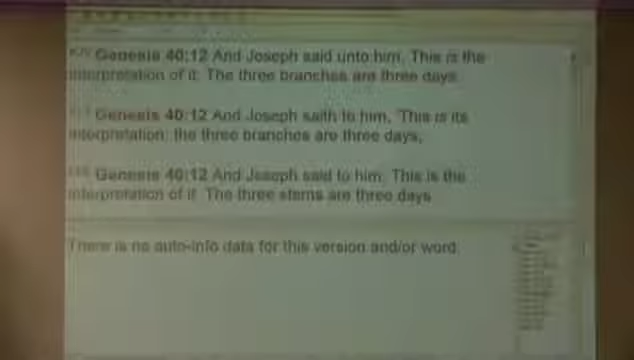 KJV Genesis 40:12 And Joseph said unto him, This is the
interpretation of it: The three branches are three days
Genesis 40:12 And Joseph saith to him, 'This is its
interpretation: the three branches are three days;
Genesis 40:12 And Joseph said to him, This is the
interpretation of it: The three stems are three days
There is no auto-info data for this version and/or word.